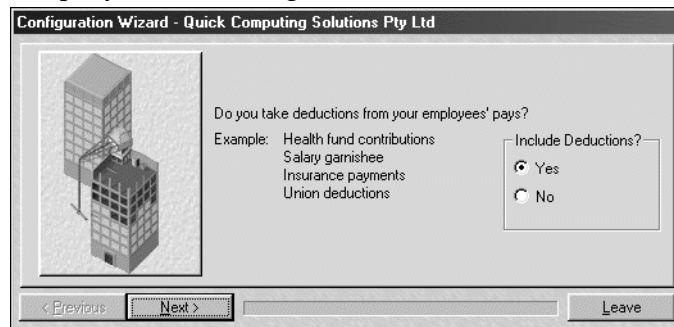 Configuration Wizard - Quick Computing Solutions Pty Ltd
Do you take deductions from your employees' pays?
Example: Health fund contributions
Salary garnishee
Insurance payments
Union deductions
Include Deductions?
Yes
No
< Previous
Next >
Leave